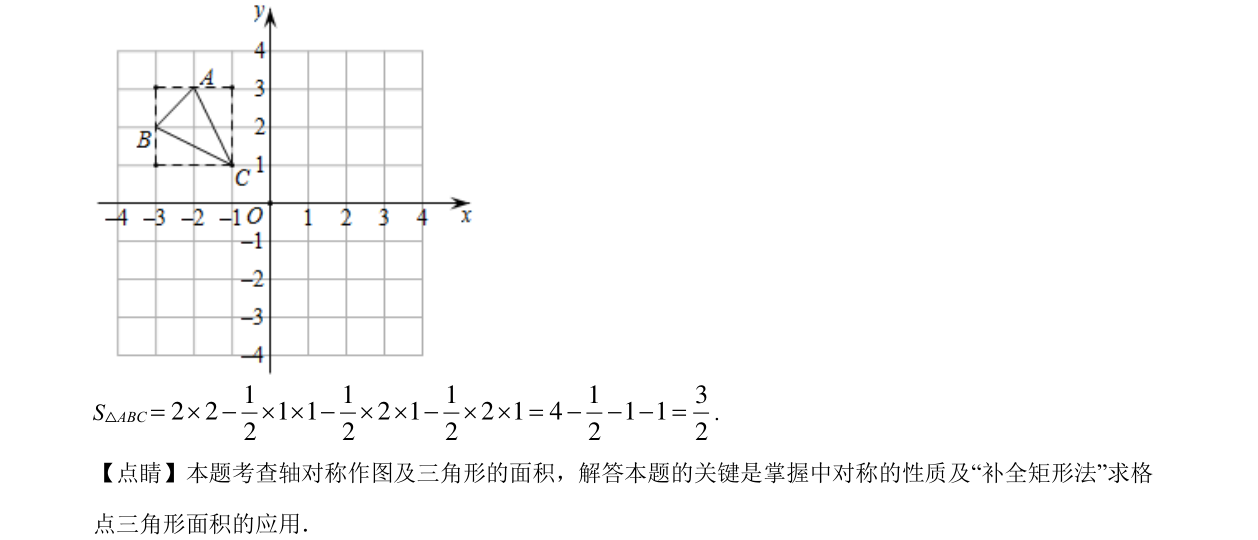 y
4
A
3
2
B
1
C
–4 –3 –2 –1 O 1 2 3 4 x
–1
–2
–3
–4
S△ABC = 2×2−1/2×1×1−1/2×2×1−1/2×2×1=4−1/2−1−1=3/2.
【点睛】本题考查轴对称作图及三角形的面积，解答本题的关键是掌握中对称的性质及“补全矩形法”求格
点三角形面积的应用．